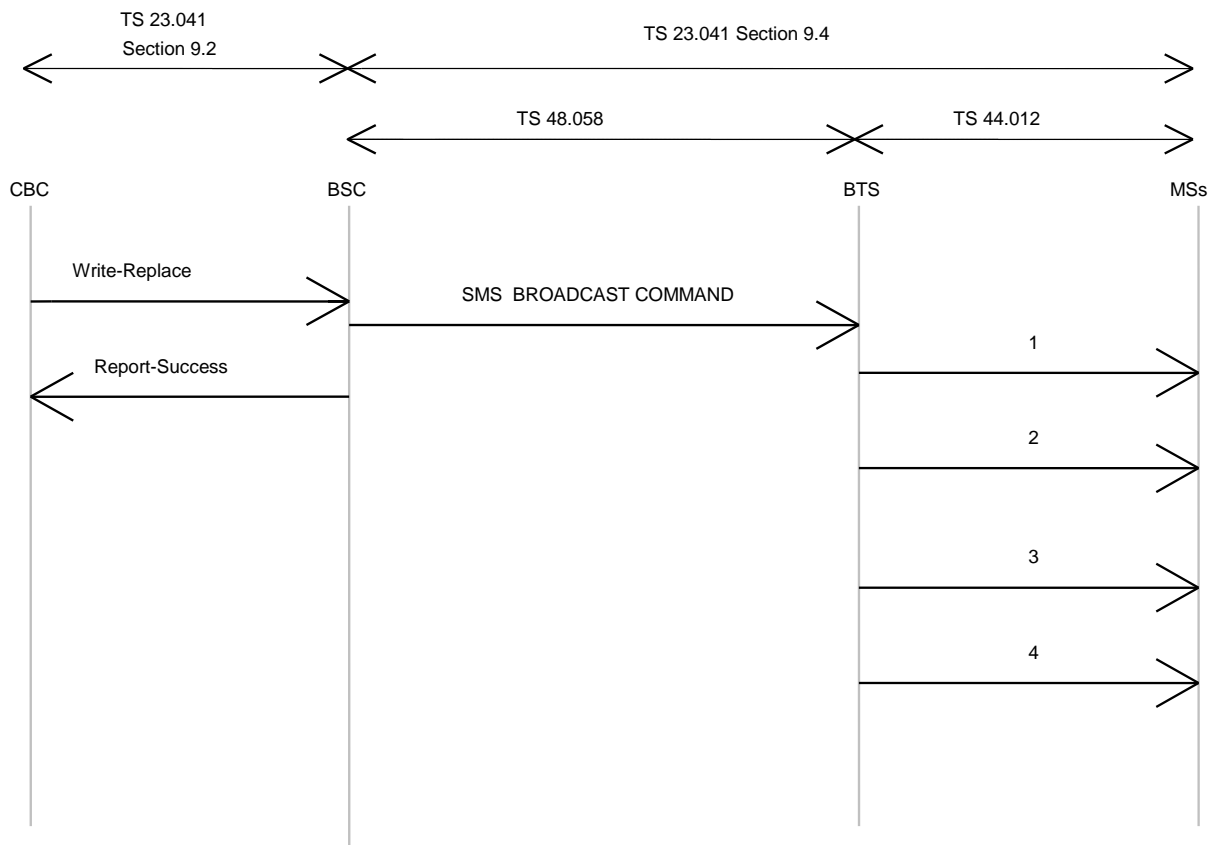 TS 23.041
Section 9.2
TS 23.041 Section 9.4
TS 48.058
TS 44.012
CBC
BSC
BTS
MSs
Write-Replace
SMS BROADCAST COMMAND
1
Report-Success
2
3
4